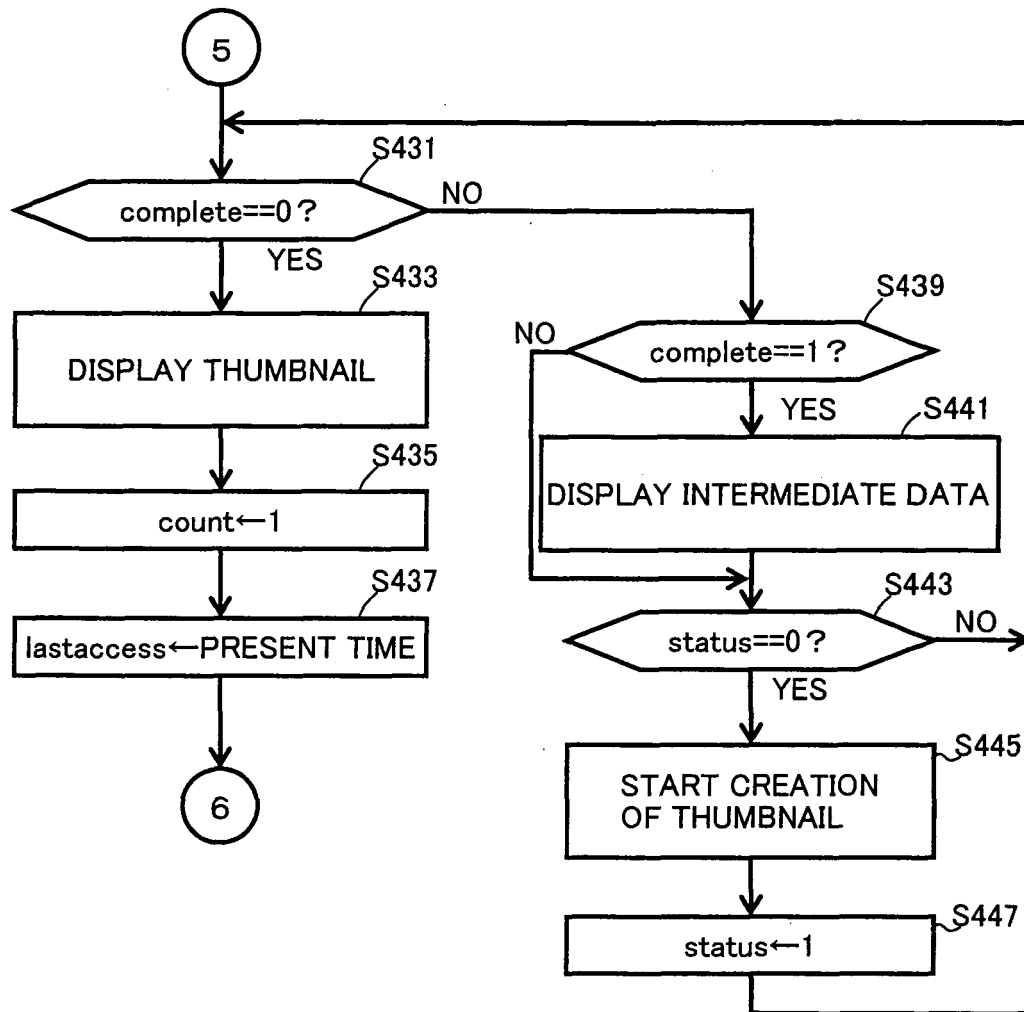 5
S431
complete==0?
NO
YES
S433
DISPLAY THUMBNAIL
S435
count←1
S437
lastaccess←PRESENT TIME
6
S439
NO
complete==1?
YES
S441
DISPLAY INTERMEDIATE DATA
S443
status==0?
NO
YES
S445
START CREATION
OF THUMBNAIL
S447
status←1